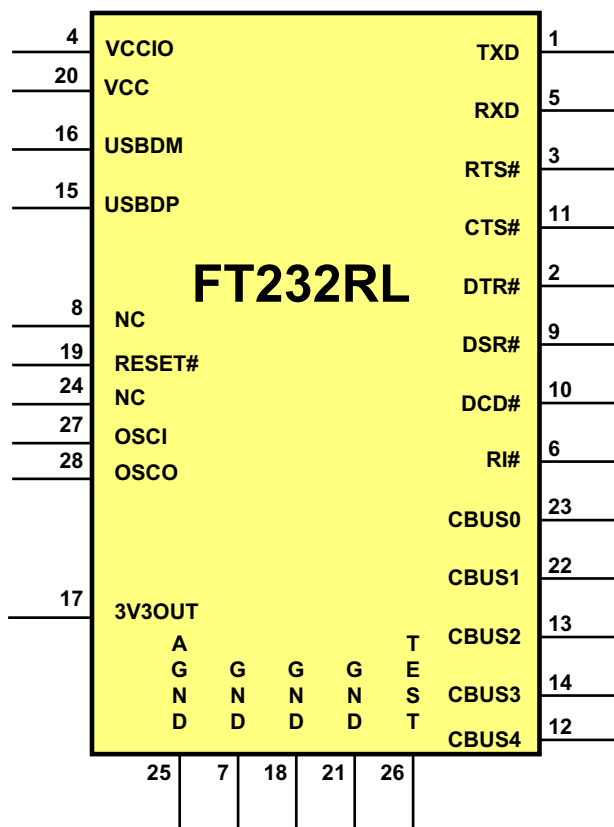 4 VCCIO
20 VCC
16 USBDM
15 USBDP
FT232RL
8 NC
19 RESET#
24 NC
27 OSCI
28 OSCO
17 3V3OUT
TXD 1
RXD 5
RTS# 3
CTS# 11
DTR# 2
DSR# 9
DCD# 10
RI# 6
CBUS0 23
CBUS1 22
CBUS2 13
CBUS3 14
CBUS4 12
AGND 25
GND 7
GND 18
GND 21
TEST 26